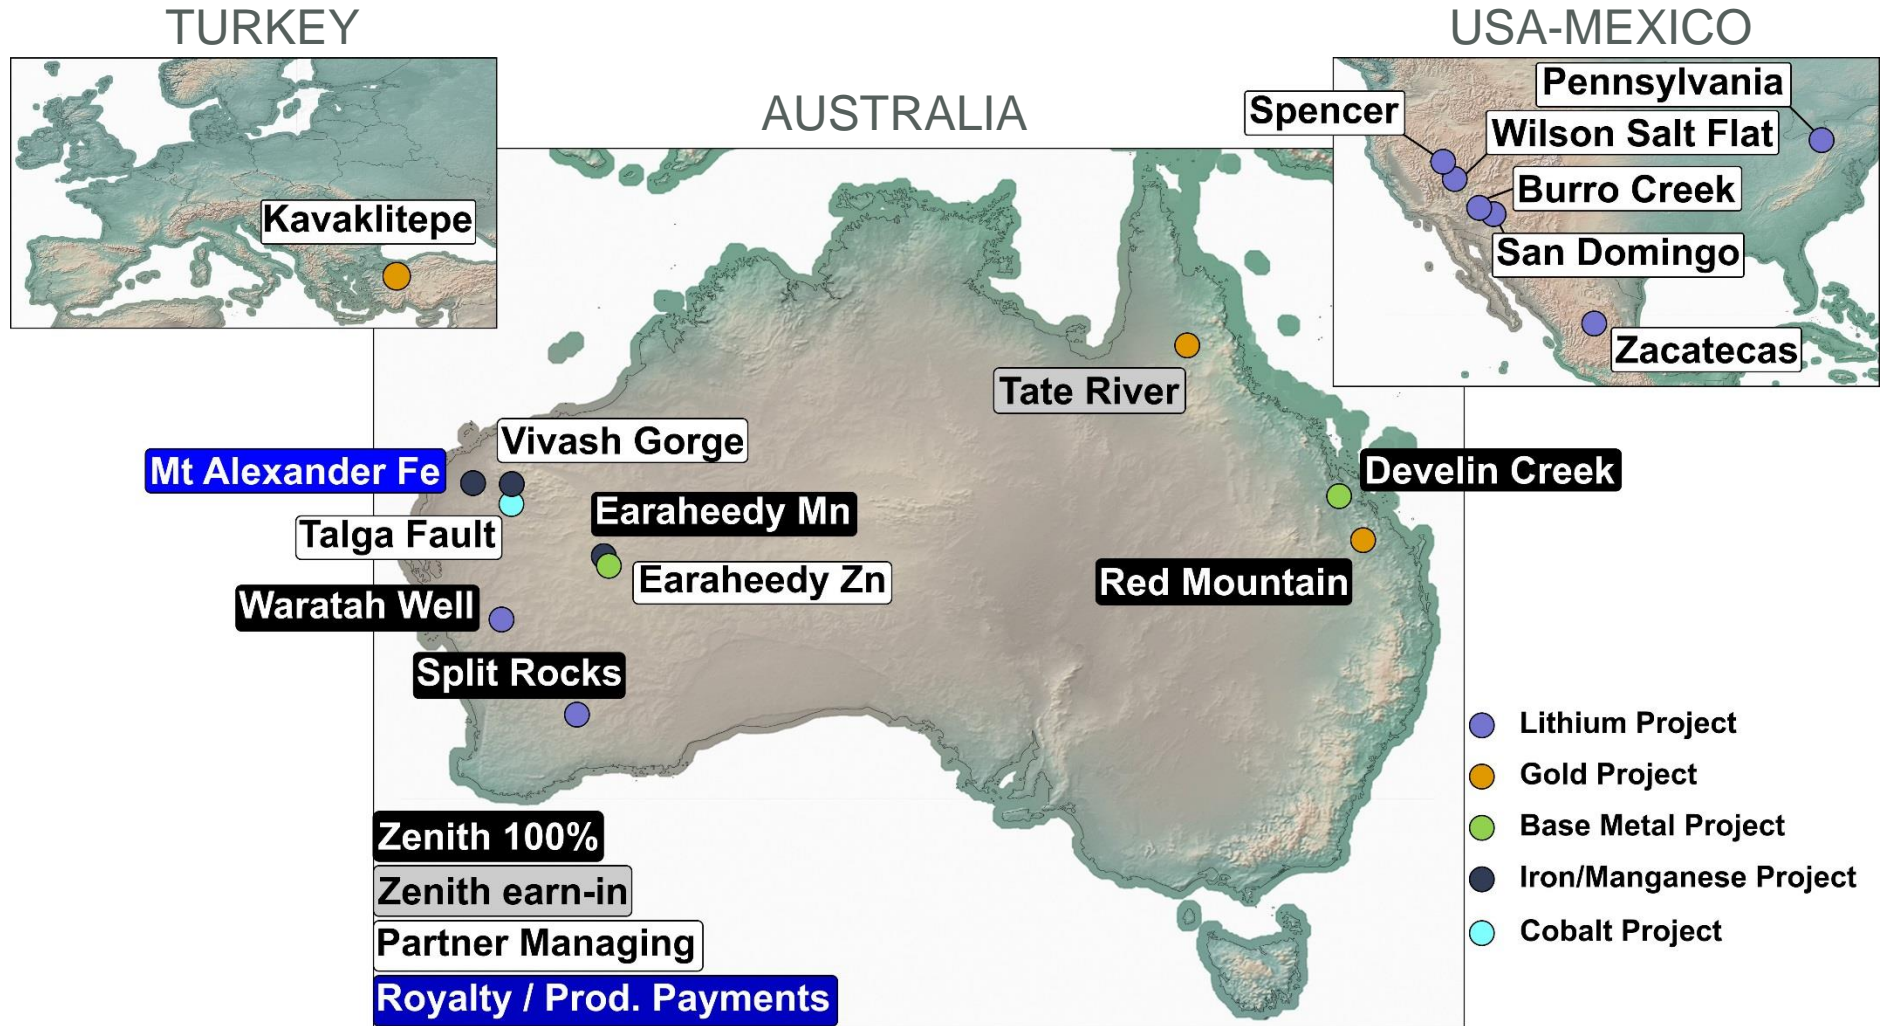 TURKEY
USA-MEXICO
AUSTRALIA
Kavaklitepe
Pennsylvania
Spencer
Wilson Salt Flat
Burro Creek
San Domingo
Zacatecas
Tate River
Vivash Gorge
Mt Alexander Fe
Develin Creek
Earaheedy Mn
Talga Fault
Earaheedy Zn
Red Mountain
Waratah Well
Split Rocks
Lithium Project
Gold Project
Base Metal Project
Iron/Manganese Project
Cobalt Project
Zenith 100%
Zenith earn-in
Partner Managing
Royalty / Prod. Payments